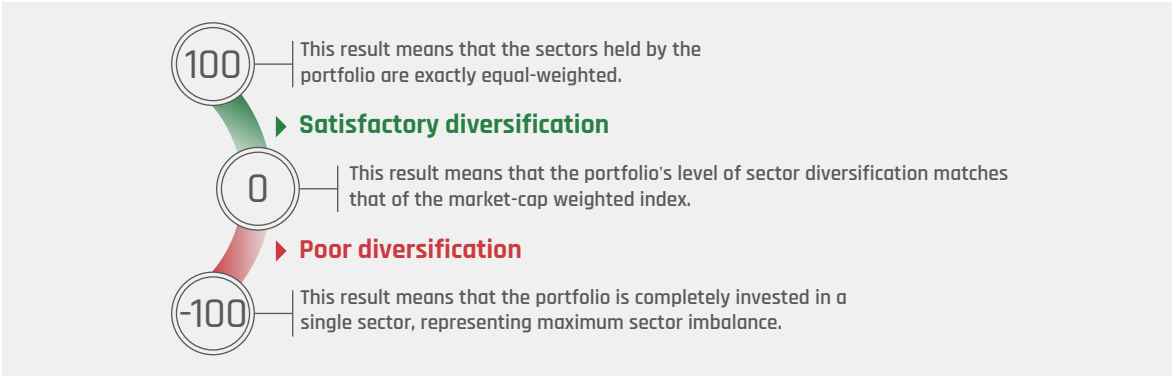 100
This result means that the sectors held by the
portfolio are exactly equal-weighted.
Satisfactory diversification
0
This result means that the portfolio's level of sector diversification matches
that of the market-cap weighted index.
Poor diversification
-100
This result means that the portfolio is completely invested in a
single sector, representing maximum sector imbalance.